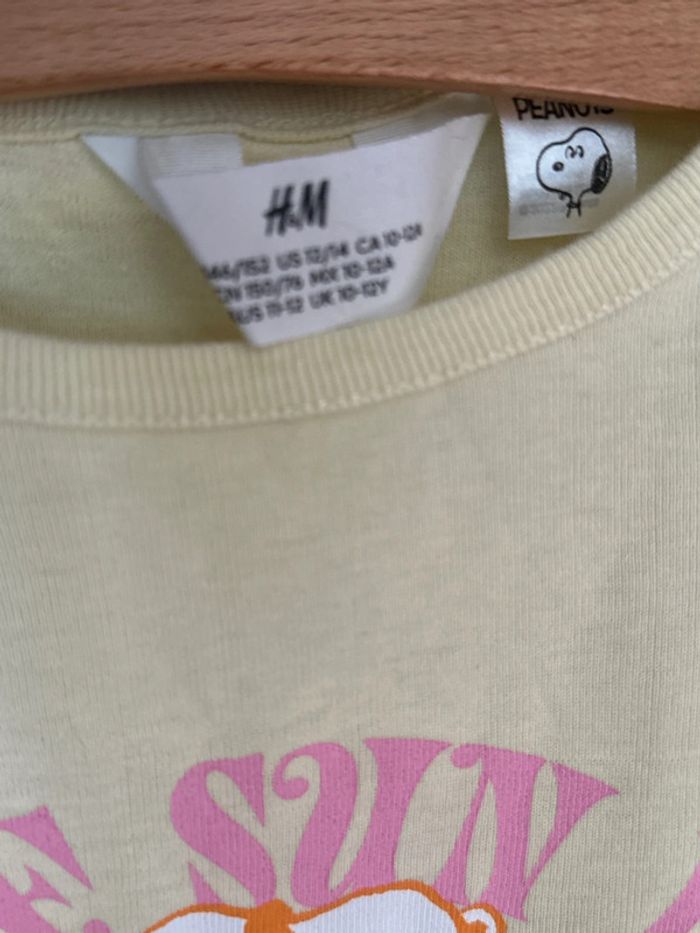 PEANUTS
H&M
146/152 US 12/14 CA 10-12
CN 150/76 MX 10-12A
AUS 11-12 UK 10-12Y
E SUN